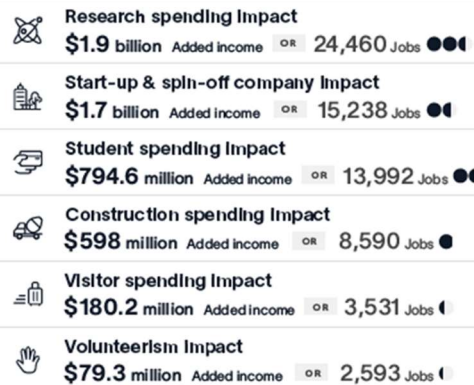 Research spending Impact
$1.9 billion Added income OR 24,460 Jobs
Start-up & spin-off company Impact
$1.7 billion Added income OR 15,238 Jobs
Student spending Impact
$794.6 million Added income OR 13,992 Jobs
Construction spending Impact
$598 million Added income OR 8,590 Jobs
Visitor spending Impact
$180.2 million Added income OR 3,531 Jobs
Volunteerism Impact
$79.3 million Added income OR 2,593 Jobs